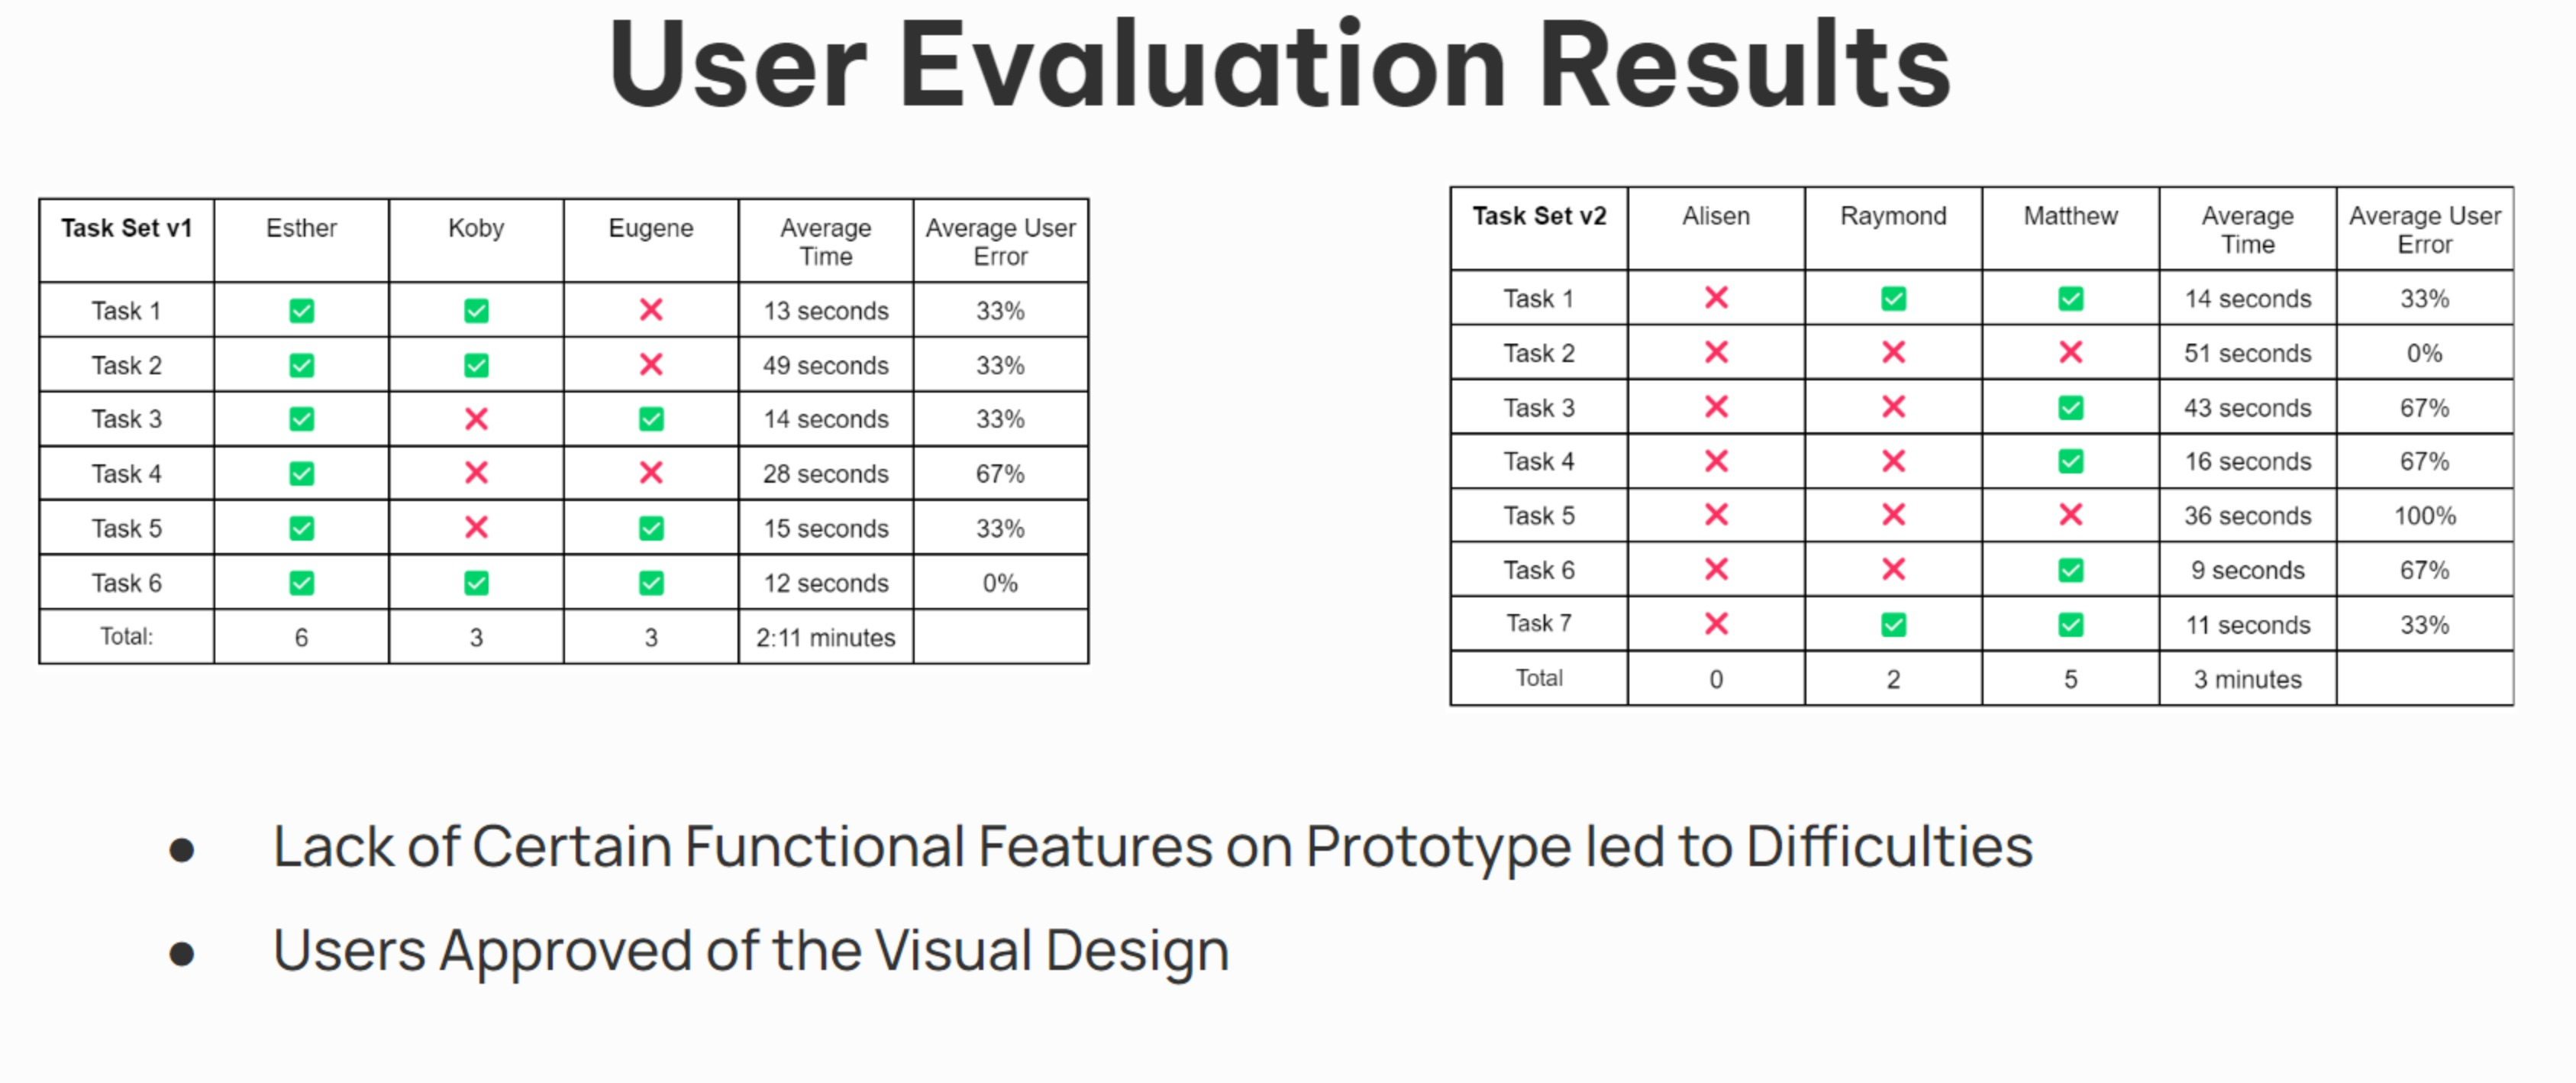 User Evaluation Results
Task Set v1 Esther Koby Eugene Average Time Average User Error
Task 1 ✅ ✅ ❌ 13 seconds 33%
Task 2 ✅ ✅ ❌ 49 seconds 33%
Task 3 ✅ ❌ ✅ 14 seconds 33%
Task 4 ✅ ❌ ❌ 28 seconds 67%
Task 5 ✅ ❌ ✅ 15 seconds 33%
Task 6 ✅ ✅ ✅ 12 seconds 0%
Total: 6 3 3 2:11 minutes
Task Set v2 Alisen Raymond Matthew Average Time Average User Error
Task 1 ❌ ✅ ✅ 14 seconds 33%
Task 2 ❌ ❌ ❌ 51 seconds 0%
Task 3 ❌ ❌ ✅ 43 seconds 67%
Task 4 ❌ ❌ ✅ 16 seconds 67%
Task 5 ❌ ❌ ❌ 36 seconds 100%
Task 6 ❌ ❌ ✅ 9 seconds 67%
Task 7 ❌ ✅ ✅ 11 seconds 33%
Total 0 2 5 3 minutes
● Lack of Certain Functional Features on Prototype led to Difficulties
● Users Approved of the Visual Design